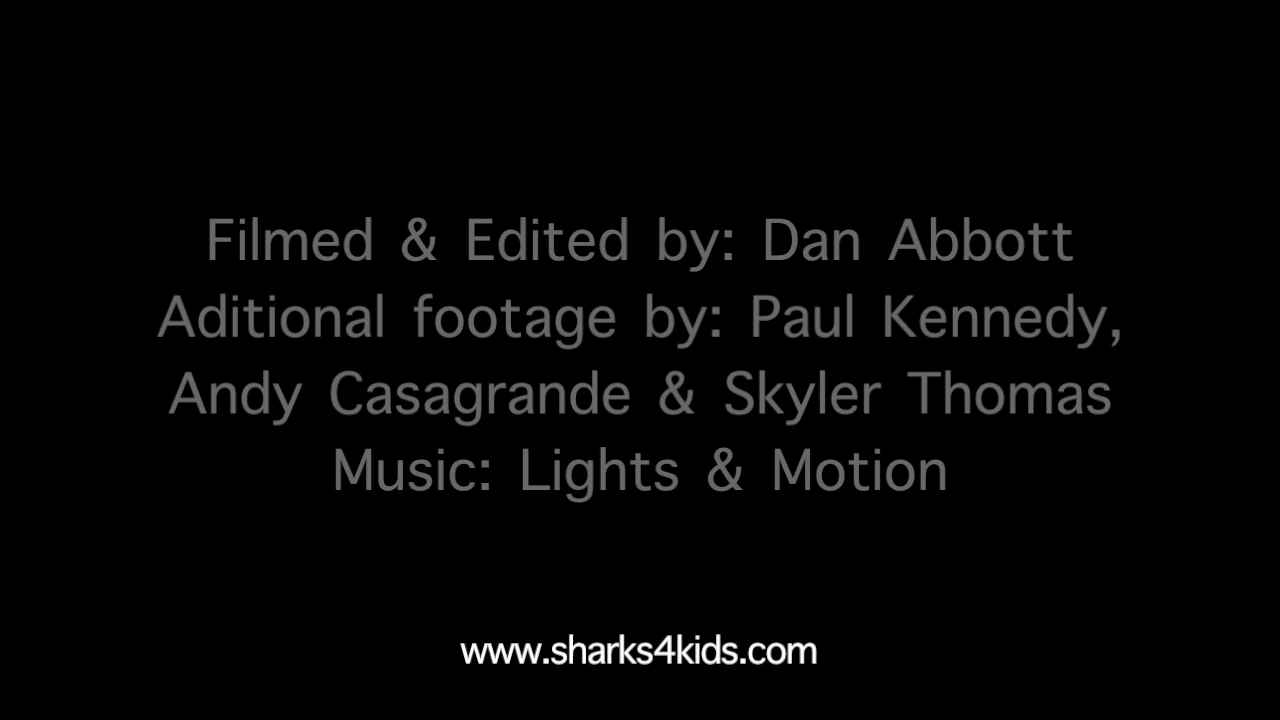 Filmed & Edited by: Dan Abbott
Aditional footage by: Paul Kennedy,
Andy Casagrande & Skyler Thomas
Music: Lights & Motion
www.sharks4kids.com